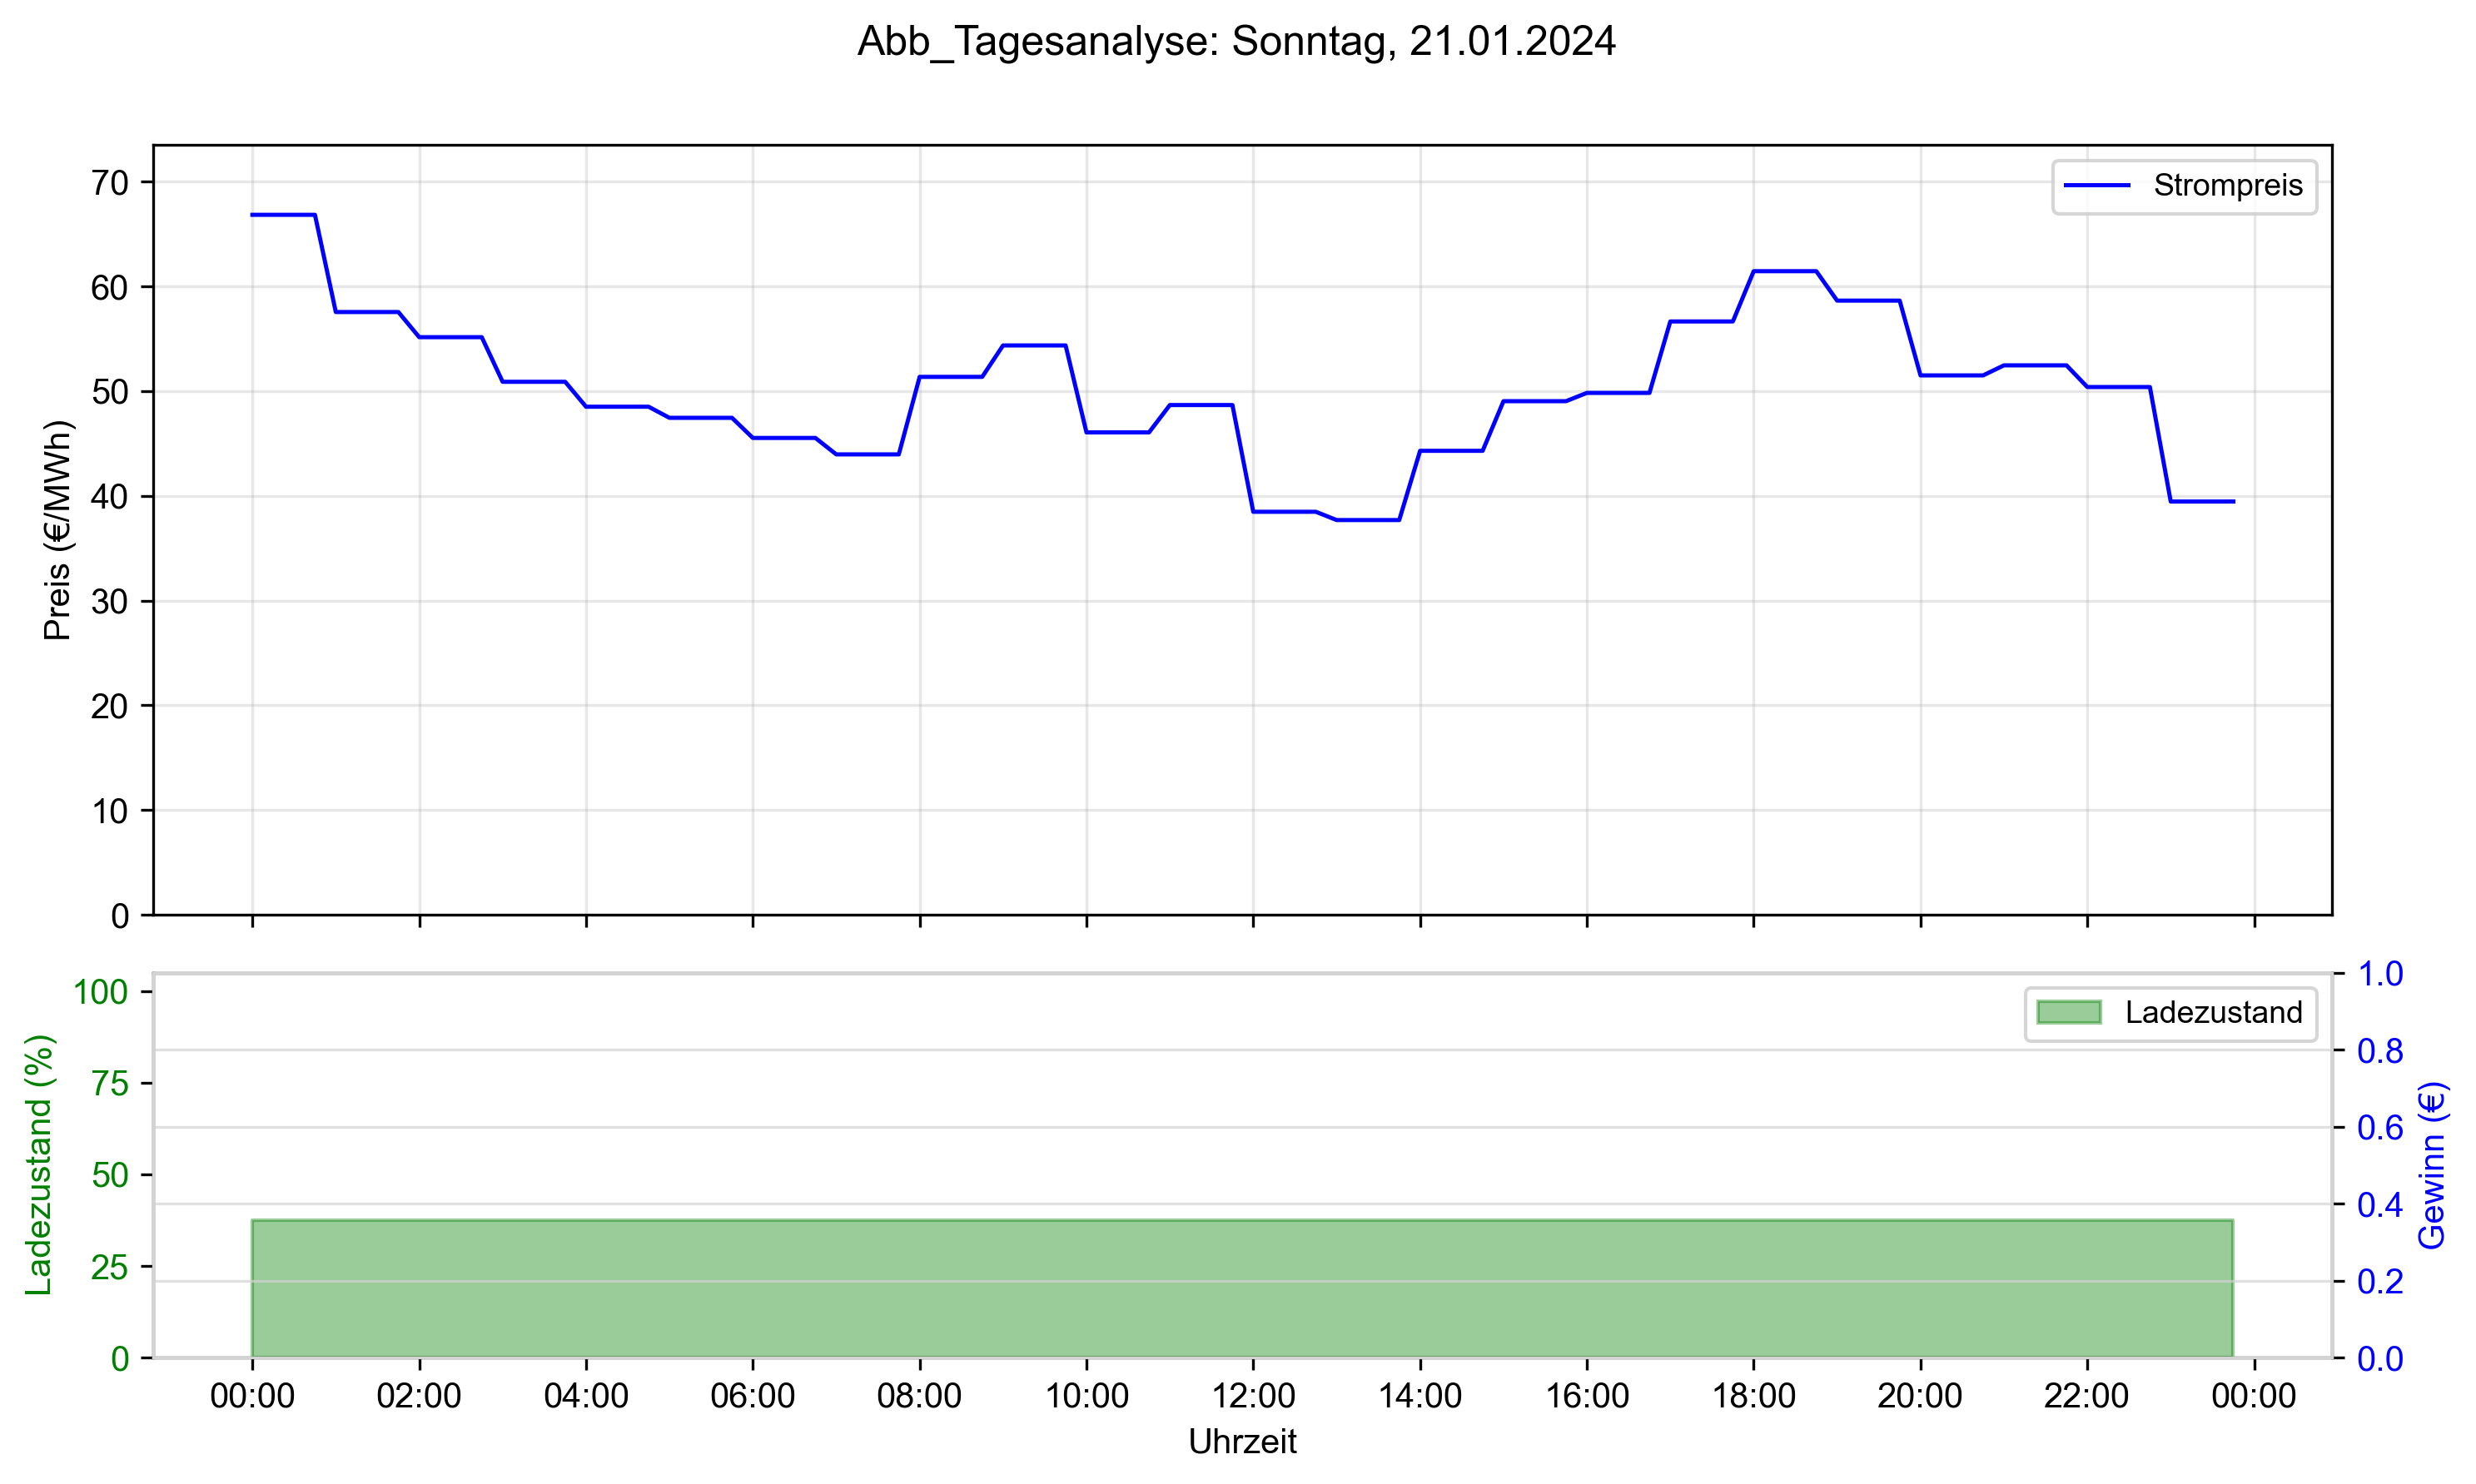 Abb_Tagesanalyse: Sonntag, 21.01.2024
Strompreis
Preis (€/MWh)
70
60
50
40
30
20
10
0
Ladezustand
Ladezustand (%)
100
75
50
25
0
1.0
0.8
0.6
0.4
0.2
0.0
Gewinn (€)
00:00 02:00 04:00 06:00 08:00 10:00 12:00 14:00 16:00 18:00 20:00 22:00 00:00
Uhrzeit